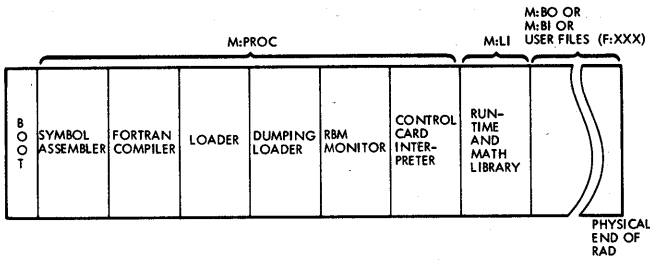 M:BO OR
M:BI OR
USER FILES (F:XXX)
M:PROC
M:LI
BOOT
SYMBOL
ASSEMBLER
FORTRAN
COMPILER
LOADER
DUMPING
LOADER
RBM
MONITOR
CONTROL
CARD
INTER-
PRETER
RUN-
TIME
AND
MATH
LIBRARY
PHYSICAL
END OF
RAD